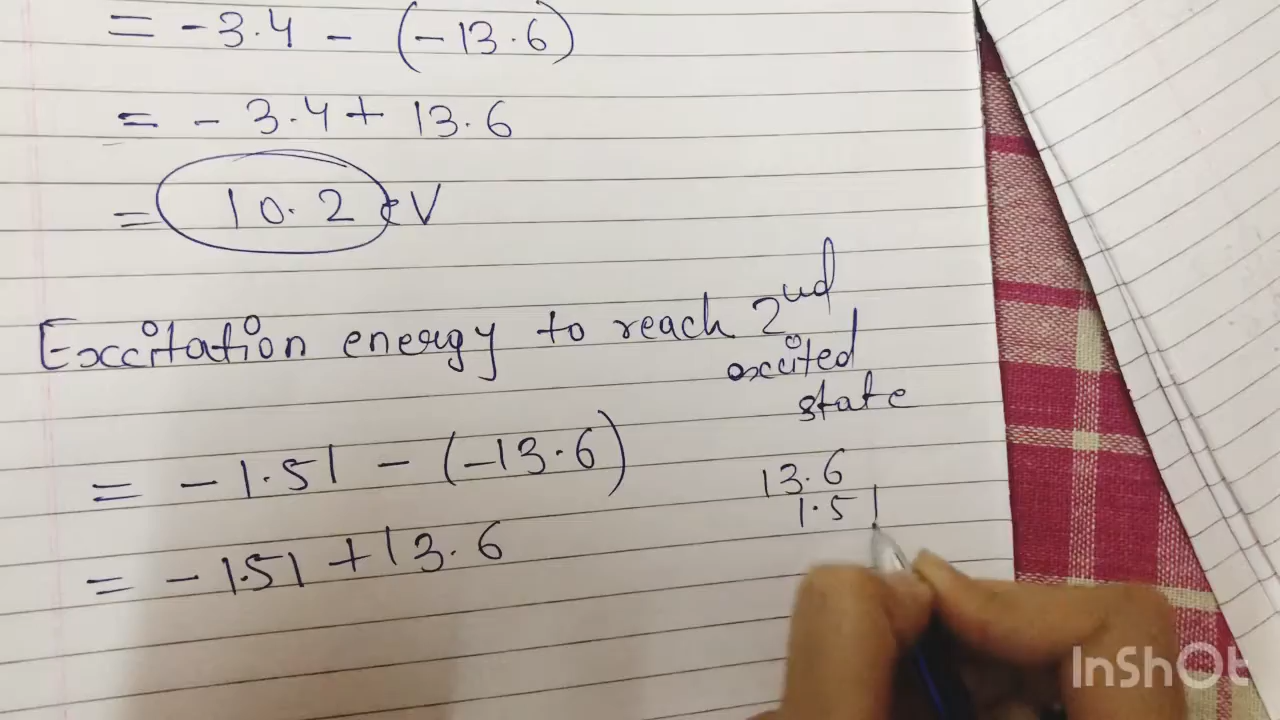 = -3.4 - (-13.6)
= - 3.4 + 13.6
= 10.2 eV
Excitation energy to reach 2nd
excited
state
= -1.51 - (-13.6)
13.6
1.51
= -1.51 + 13.6
InShOt